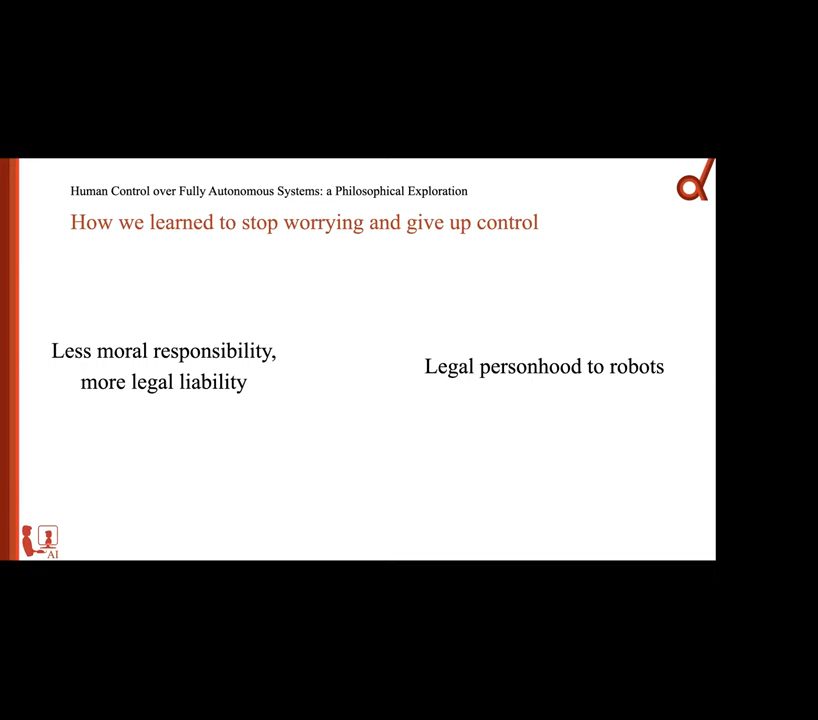 Human Control over Fully Autonomous Systems: a Philosophical Exploration
How we learned to stop worrying and give up control
Less moral responsibility,
more legal liability
Legal personhood to robots
AI